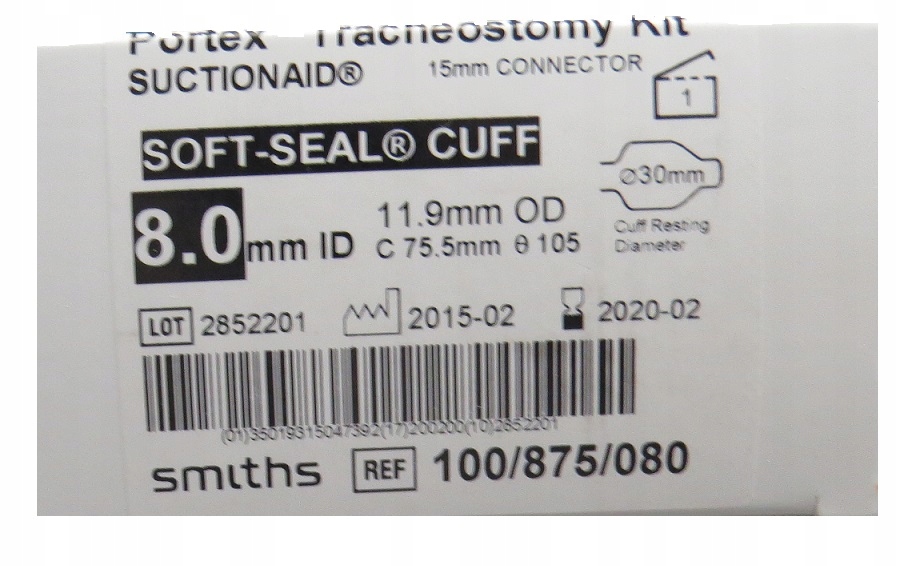 Portex Tracheostomy Kit
SUCTIONAID® 15mm CONNECTOR
1
SOFT-SEAL® CUFF
⌀30mm
8.0mm ID
11.9mm OD
C 75.5mm θ 105
Cuff Resting
Diameter
LOT 2852201 2015-02 2020-02
(01)35019315047392(17)200200(10)2852201
smiths REF 100/875/080